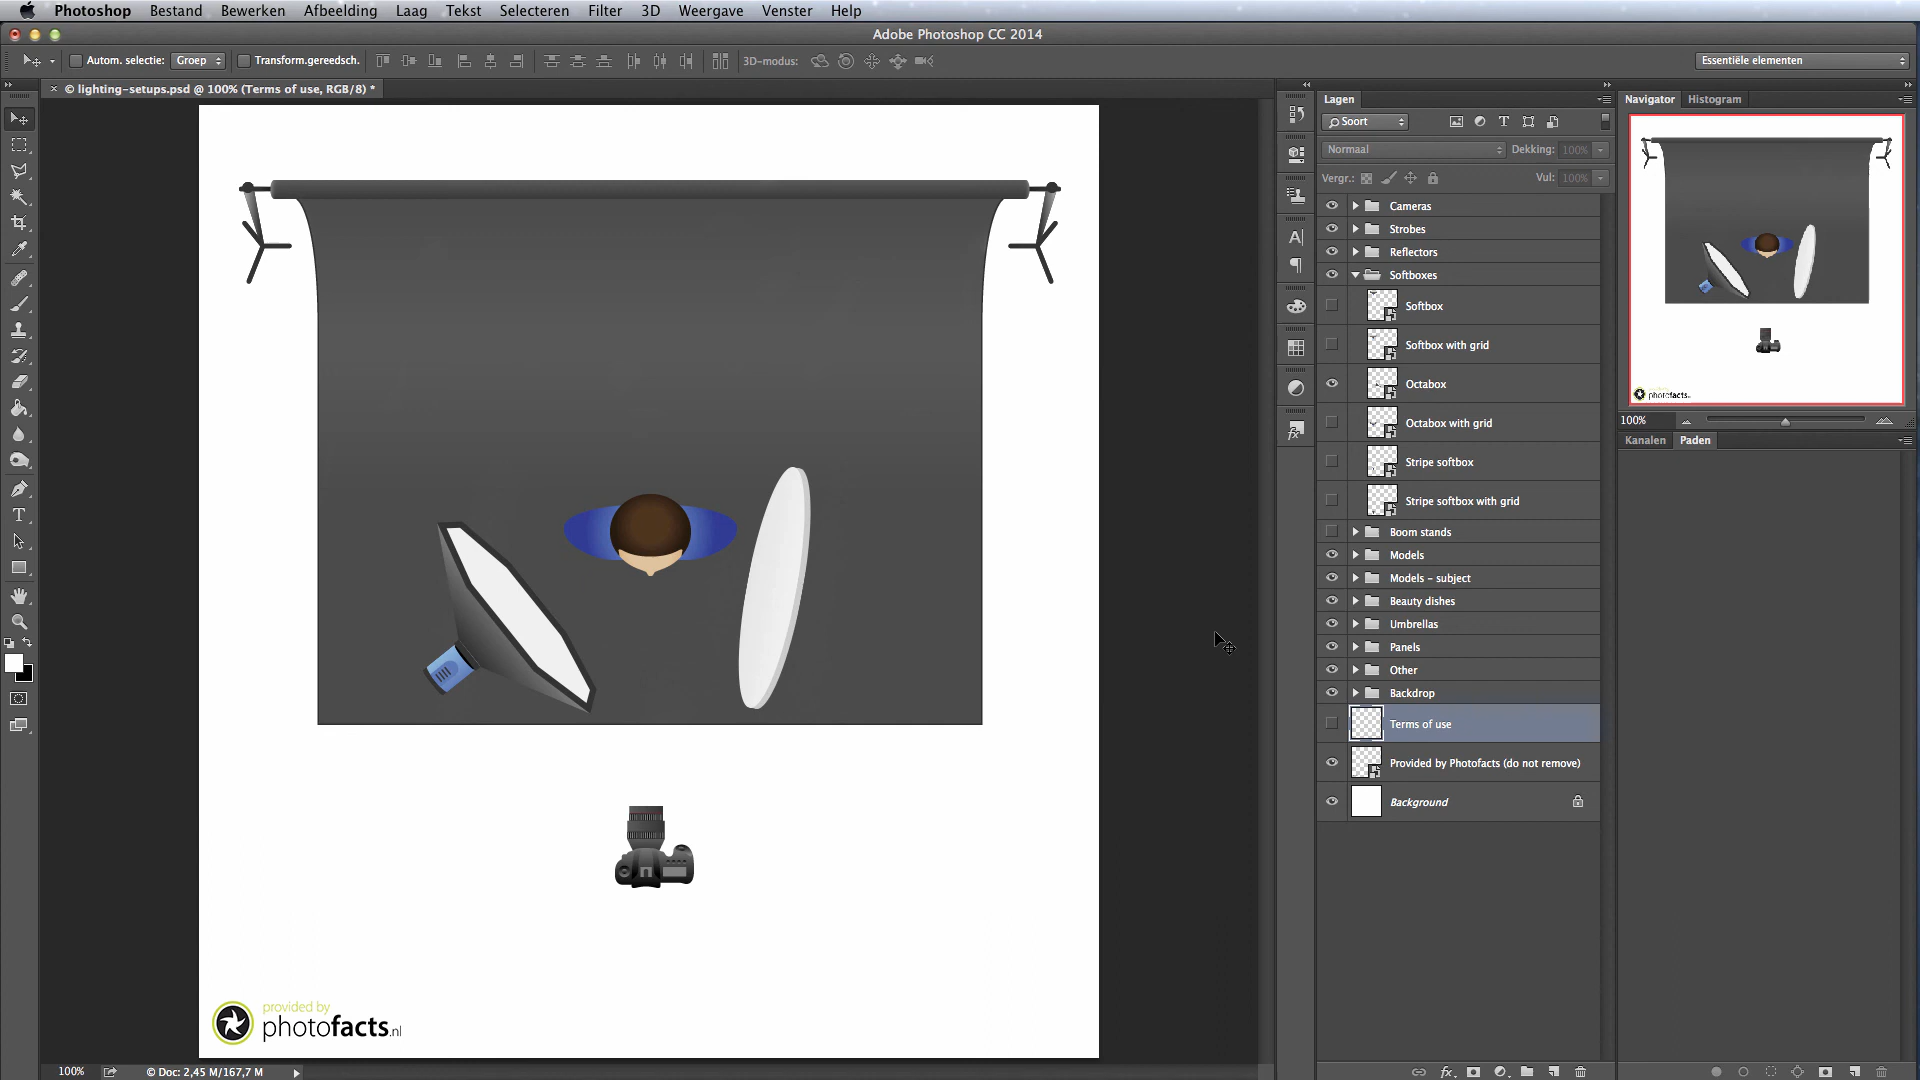 Photoshop Bestand Bewerken Afbeelding Laag Tekst Selecteren Filter 3D Weergave Venster Help
Adobe Photoshop CC 2014
Autom. selectie: Groep Transform.gereedsch. 3D-modus: Essentiële elementen
× © lighting-setups.psd @ 100% (Terms of use, RGB/8) *
Lagen
Soort
Normaal Dekking: 100%
Vergr.: Vul: 100%
Cameras
Strobes
Reflectors
Softboxes
Softbox
Softbox with grid
Octabox
Octabox with grid
Stripe softbox
Stripe softbox with grid
Boom stands
Models
Models – subject
Beauty dishes
Umbrellas
Panels
Other
Backdrop
Terms of use
Provided by Photofacts (do not remove)
Background
Navigator Histogram
photofacts
100%
Kanalen Paden
provided by
photofacts.nl
100% © Doc: 2,45 M/167,7 M